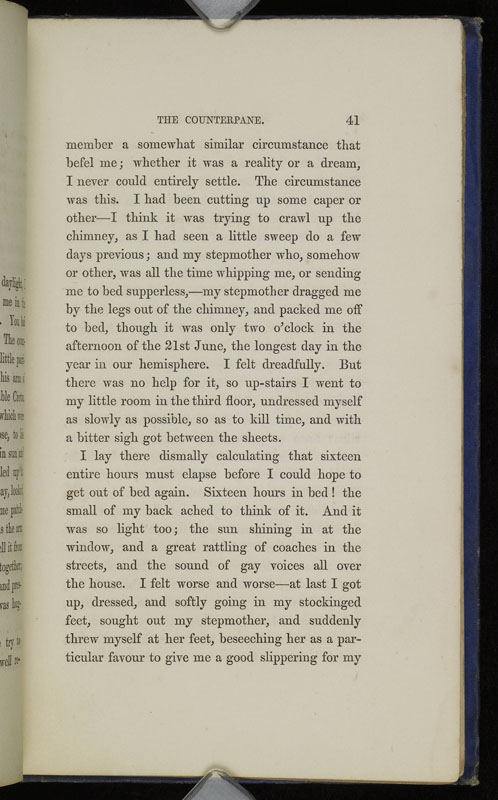 THE COUNTERPANE. 41
member a somewhat similar circumstance that
befel me; whether it was a reality or a dream,
I never could entirely settle. The circumstance
was this. I had been cutting up some caper or
other—I think it was trying to crawl up the
chimney, as I had seen a little sweep do a few
days previous; and my stepmother who, somehow
or other, was all the time whipping me, or sending
me to bed supperless,—my stepmother dragged me
by the legs out of the chimney, and packed me off
to bed, though it was only two o'clock in the
afternoon of the 21st June, the longest day in the
year in our hemisphere. I felt dreadfully. But
there was no help for it, so up-stairs I went to
my little room in the third floor, undressed myself
as slowly as possible, so as to kill time, and with
a bitter sigh got between the sheets.
I lay there dismally calculating that sixteen
entire hours must elapse before I could hope to
get out of bed again. Sixteen hours in bed! the
small of my back ached to think of it. And it
was so light too; the sun shining in at the
window, and a great rattling of coaches in the
streets, and the sound of gay voices all over
the house. I felt worse and worse—at last I got
up, dressed, and softly going in my stockinged
feet, sought out my stepmother, and suddenly
threw myself at her feet, beseeching her as a par-
ticular favour to give me a good slippering for my